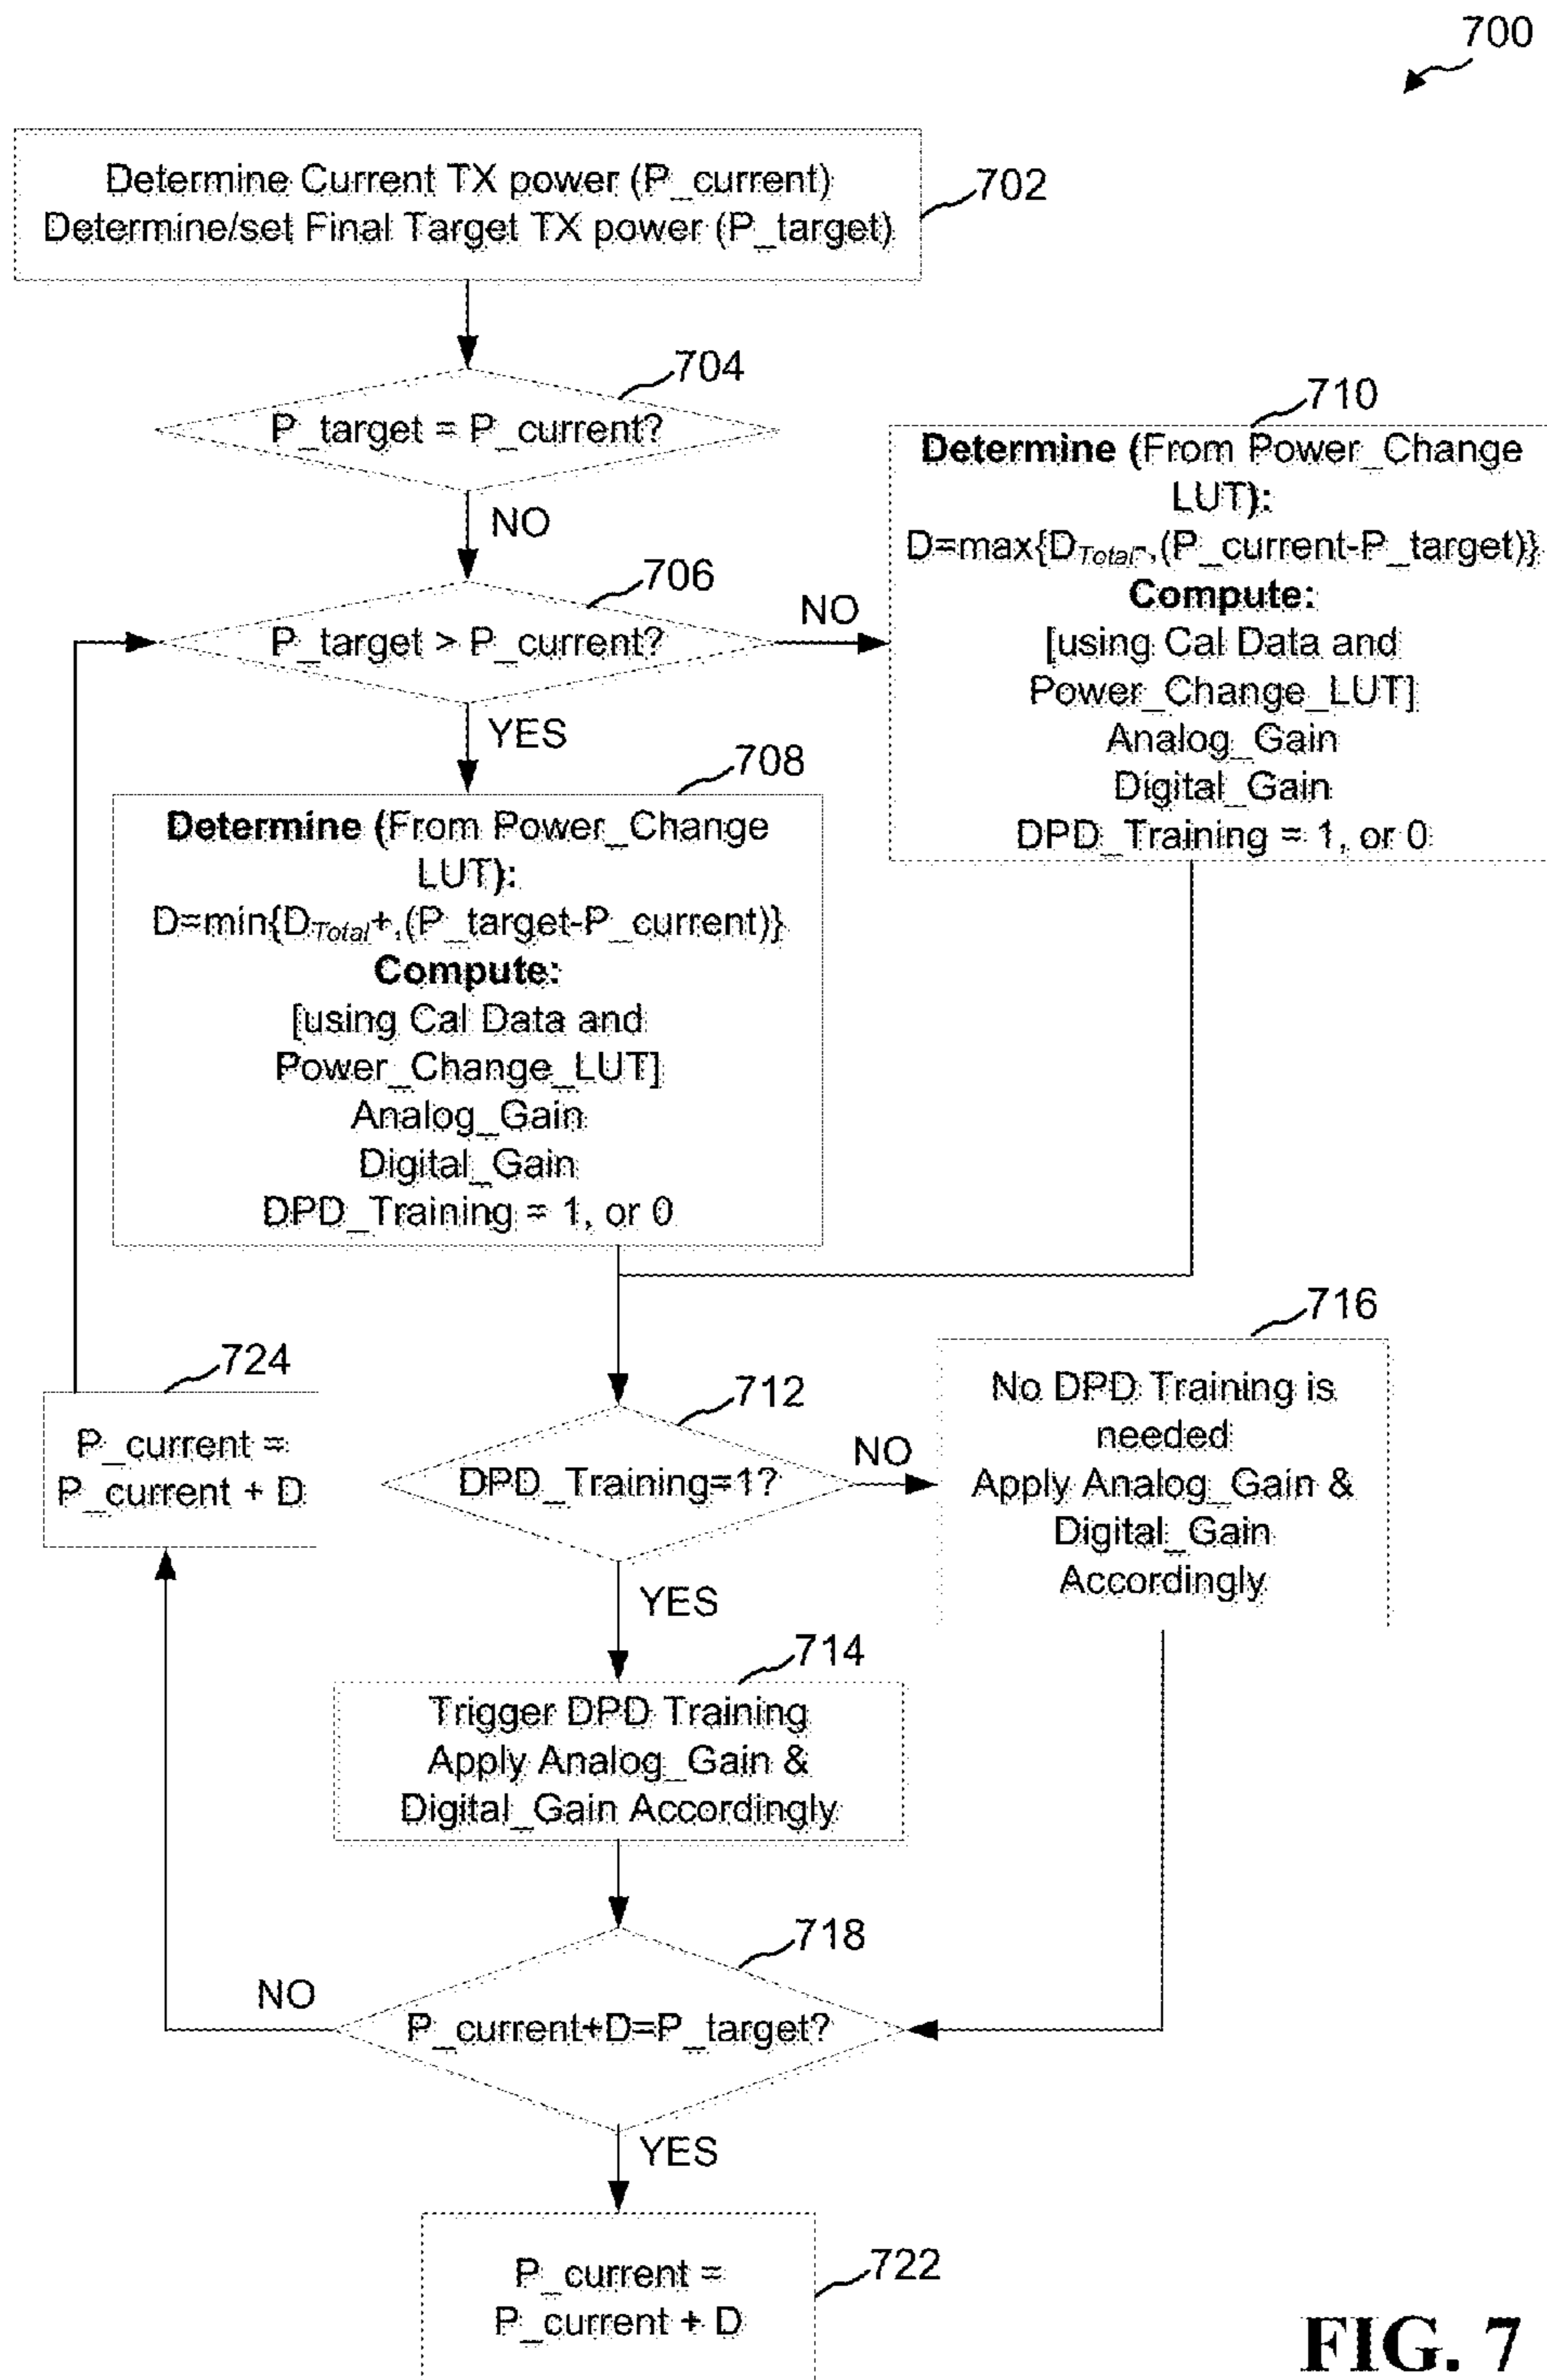 700
Determine Current TX power (P_current)
Determine/set Final Target TX power (P_target)
702
704
P_target = P_current?
NO
706
P_target > P_current?
NO
YES
710
Determine (From Power_Change
LUT):
D=max{D_Total-,(P_current-P_target)}
Compute:
[using Cal Data and
Power_Change_LUT]
Analog_Gain
Digital_Gain
DPD_Training = 1, or 0
708
Determine (From Power_Change
LUT):
D=min{D_Total+,(P_target-P_current)}
Compute:
[using Cal Data and
Power_Change_LUT]
Analog_Gain
Digital_Gain
DPD_Training = 1, or 0
724
P_current =
P_current + D
712
DPD_Training=1?
NO
YES
716
No DPD Training is
needed
Apply Analog_Gain &
Digital_Gain
Accordingly
714
Trigger DPD Training
Apply Analog_Gain &
Digital_Gain Accordingly
718
NO
P_current+D=P_target?
YES
722
P_current =
P_current + D
FIG. 7